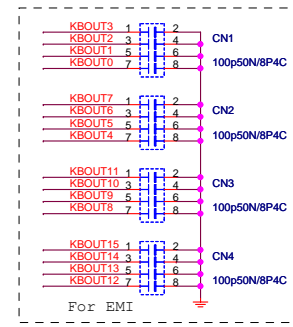 KBOUT3 1 2
KBOUT2 3 4 CN1
KBOUT1 5 6
KBOUT0 7 8 100p50N/8P4C
KBOUT7 1 2
KBOUT6 3 4 CN2
KBOUT5 5 6
KBOUT4 7 8 100p50N/8P4C
KBOUT11 1 2
KBOUT10 3 4 CN3
KBOUT9 5 6
KBOUT8 7 8 100p50N/8P4C
KBOUT15 1 2
KBOUT14 3 4 CN4
KBOUT13 5 6
KBOUT12 7 8 100p50N/8P4C
For EMI